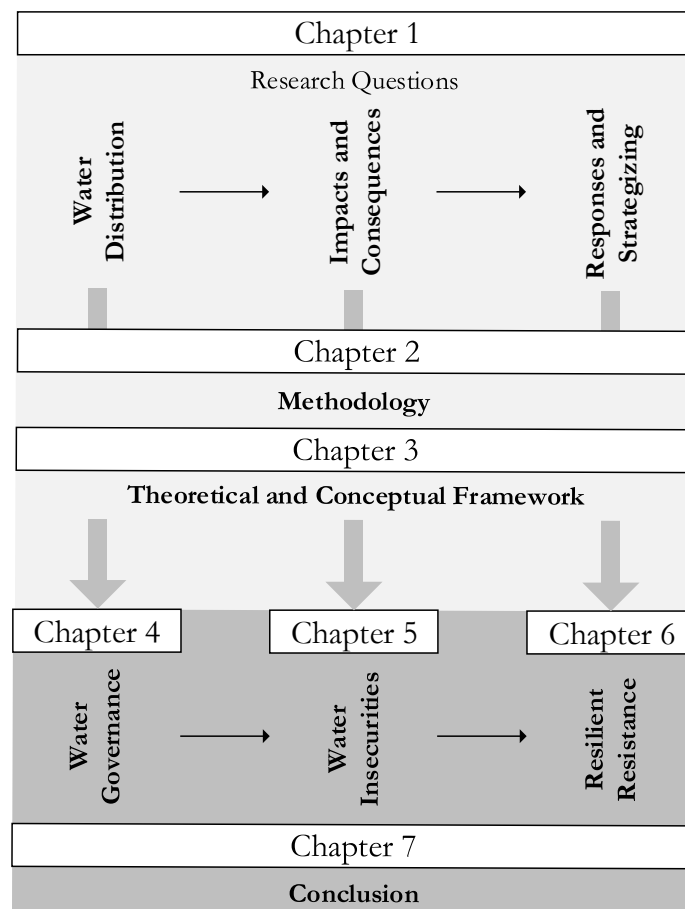 Chapter 1
Research Questions
Water
Distribution
Impacts and
Consequences
Responses and
Strategizing
Chapter 2
Methodology
Chapter 3
Theoretical and Conceptual Framework
Chapter 4
Chapter 5
Chapter 6
Water
Governance
Water
Insecurities
Resilient
Resistance
Chapter 7
Conclusion